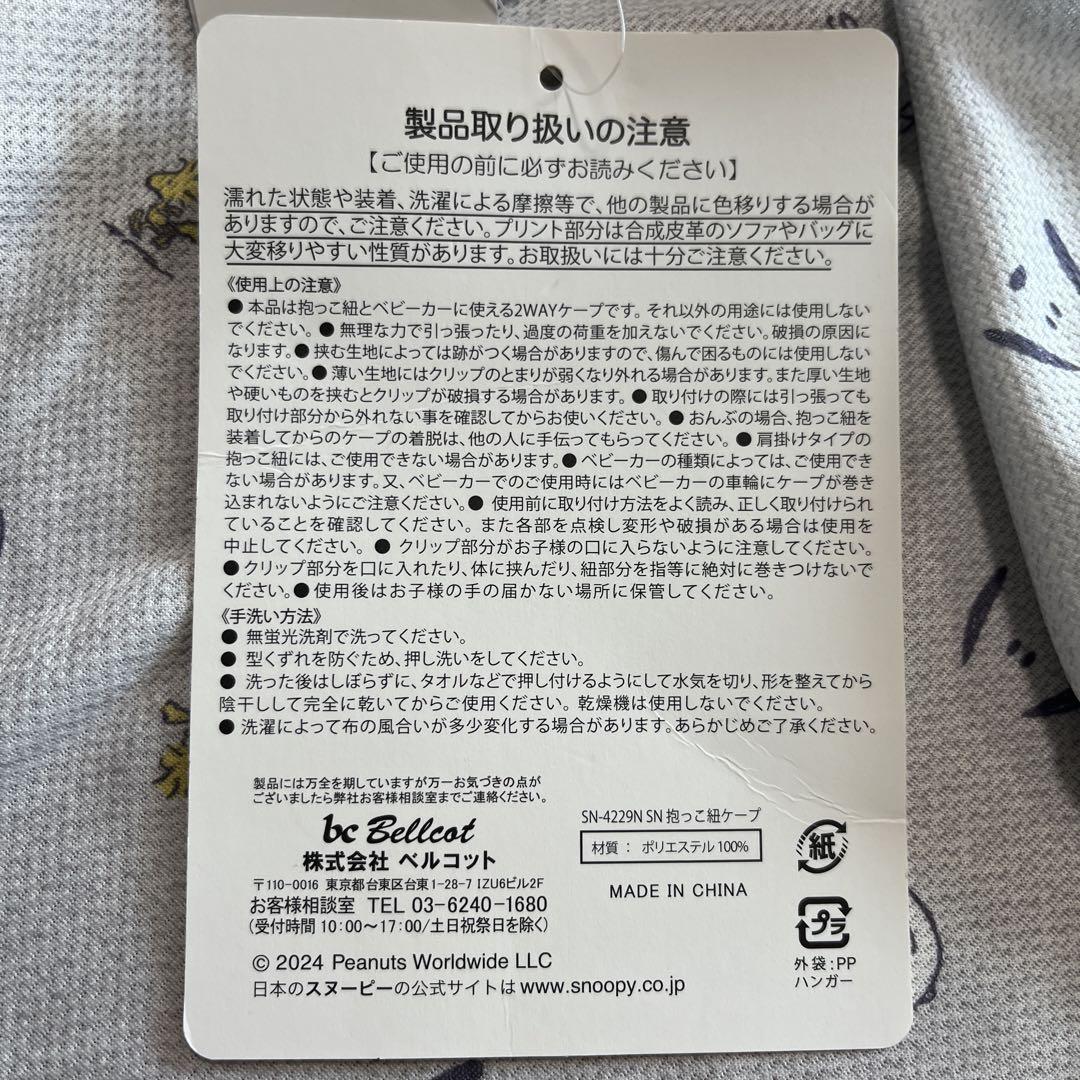 製品取り扱いの注意
【ご使用の前に必ずお読みください】
濡れた状態や装着、洗濯による摩擦等で、他の製品に色移りする場合が
ありますので、ご注意ください。プリント部分は合成皮革のソファやバッグに
大変移りやすい性質があります。お取扱いには十分ご注意ください。
《使用上の注意》
● 本品は抱っこ紐とベビーカーに使える2WAYケープです。それ以外の用途には使用しない
でください。● 無理な力で引っ張ったり、過度の荷重を加えないでください。破損の原因に
なります。● 挟む生地によっては跡がつく場合がありますので、傷んで困るものには使用しない
でください。● 薄い生地にはクリップのとまりが弱くなり外れる場合があります。また厚い生地
や硬いものを挟むとクリップが破損する場合があります。● 取り付けの際には引っ張っても
取り付け部分から外れない事を確認してからお使いください。● おんぶの場合、抱っこ紐を
装着してからのケープの着脱は、他の人に手伝ってもらってください。● 肩掛けタイプの
抱っこ紐には、ご使用できない場合があります。● ベビーカーの種類によっては、ご使用でき
ない場合があります。又、ベビーカーでのご使用時にはベビーカーの車輪にケープが巻き
込まれないようにご注意ください。● 使用前に取り付け方法をよく読み、正しく取り付けられ
ていることを確認してください。また各部を点検し変形や破損がある場合は使用を
中止してください。● クリップ部分がお子様の口に入らないように注意してください。
● クリップ部分を口に入れたり、体に挟んだり、紐部分を指等に絶対に巻きつけないで
ください。● 使用後はお子様の手の届かない場所に保管してください。
《手洗い方法》
● 無蛍光洗剤で洗ってください。
● 型くずれを防ぐため、押し洗いをしてください。
● 洗った後はしぼらずに、タオルなどで押し付けるようにして水気を切り、形を整えてから
陰干しして完全に乾いてからご使用ください。乾燥機は使用しないでください。
● 洗濯によって布の風合いが多少変化する場合があります。あらかじめご了承ください。
製品には万全を期していますが万一お気づきの点が
ございましたら弊社お客様相談室までご連絡ください。
bc Bellcot
株式会社 ベルコット
〒110-0016 東京都台東区台東1-28-7 IZU6ビル2F
お客様相談室 TEL 03-6240-1680
(受付時間 10:00〜17:00/土日祝祭日を除く)
SN-4229N SN 抱っこ紐ケープ
材質 : ポリエステル100%
MADE IN CHINA
紙
プラ
外袋:PP
ハンガー
© 2024 Peanuts Worldwide LLC
日本のスヌーピーの公式サイトは www.snoopy.co.jp